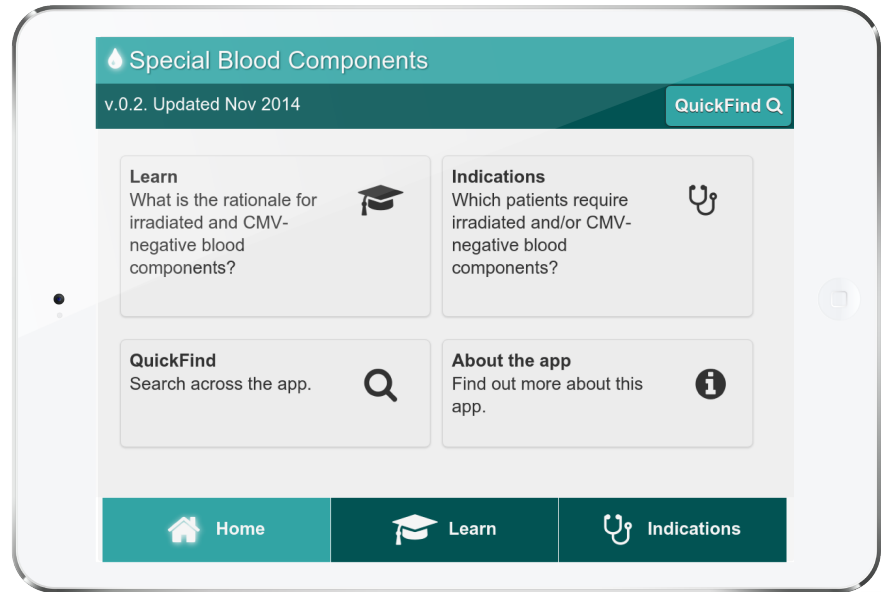 Special Blood Components
v.0.2. Updated Nov 2014
QuickFind
Learn
What is the rationale for
irradiated and CMV-
negative blood
components?
Indications
Which patients require
irradiated and/or CMV-
negative blood
components?
QuickFind
Search across the app.
About the app
Find out more about this
app.
Home
Learn
Indications